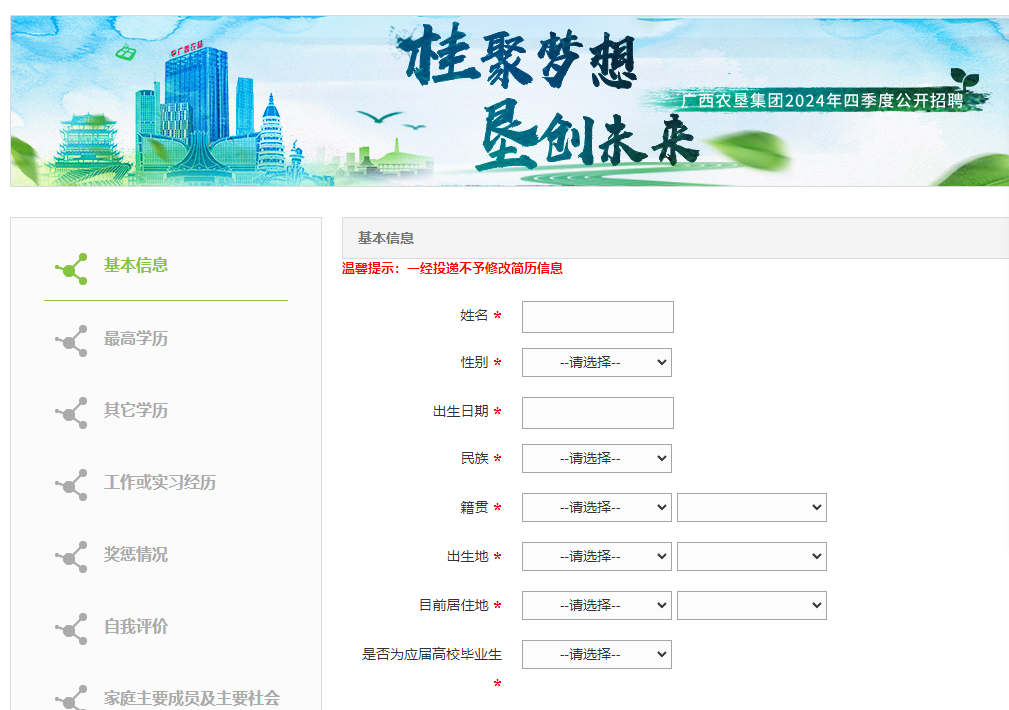 广西农垦
桂聚梦想
垦创未来
广西农垦集团2024年四季度公开招聘
基本信息
最高学历
其它学历
工作或实习经历
奖惩情况
自我评价
家庭主要成员及主要社会
基本信息
温馨提示：一经投递不予修改简历信息
姓名 *
性别 * --请选择--
出生日期 *
民族 * --请选择--
籍贯 * --请选择--
出生地 * --请选择--
目前居住地 * --请选择--
是否为应届高校毕业生 --请选择--
*